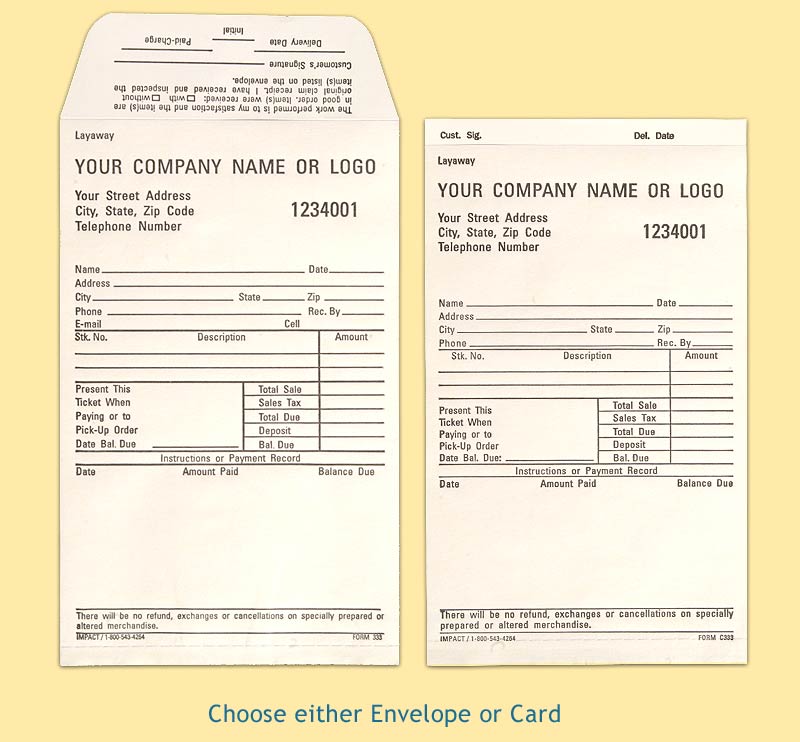 The work performed is to my satisfaction and the item(s) are
in good order. Item(s) were received: □ with □ without
original claim receipt. I have received and inspected the
item(s) listed on the envelope.
Customer's Signature
Delivery Date Initial Paid-Charge
Layaway
YOUR COMPANY NAME OR LOGO
Your Street Address
City, State, Zip Code 1234001
Telephone Number
Name Date
Address
City State Zip
Phone Rec. By
E-mail Cell
Stk. No. Description Amount
Present This Total Sale
Ticket When Sales Tax
Paying or to Total Due
Pick-Up Order Deposit
Date Bal. Due Bal. Due
Instructions or Payment Record
Date Amount Paid Balance Due
There will be no refund, exchanges or cancellations on specially prepared or
altered merchandise.
IMPACT / 1-800-543-4264 FORM 333
Cust. Sig. Del. Date
Layaway
YOUR COMPANY NAME OR LOGO
Your Street Address
City, State, Zip Code 1234001
Telephone Number
Name Date
Address
City State Zip
Phone Rec. By
Stk. No. Description Amount
Present This Total Sale
Ticket When Sales Tax
Paying or to Total Due
Pick-Up Order Deposit
Date Bal. Due: Bal. Due
Instructions or Payment Record
Date Amount Paid Balance Due
There will be no refund, exchanges or cancellations on specially
prepared or altered merchandise.
IMPACT / 1-800-543-4264 FORM C333
Choose either Envelope or Card